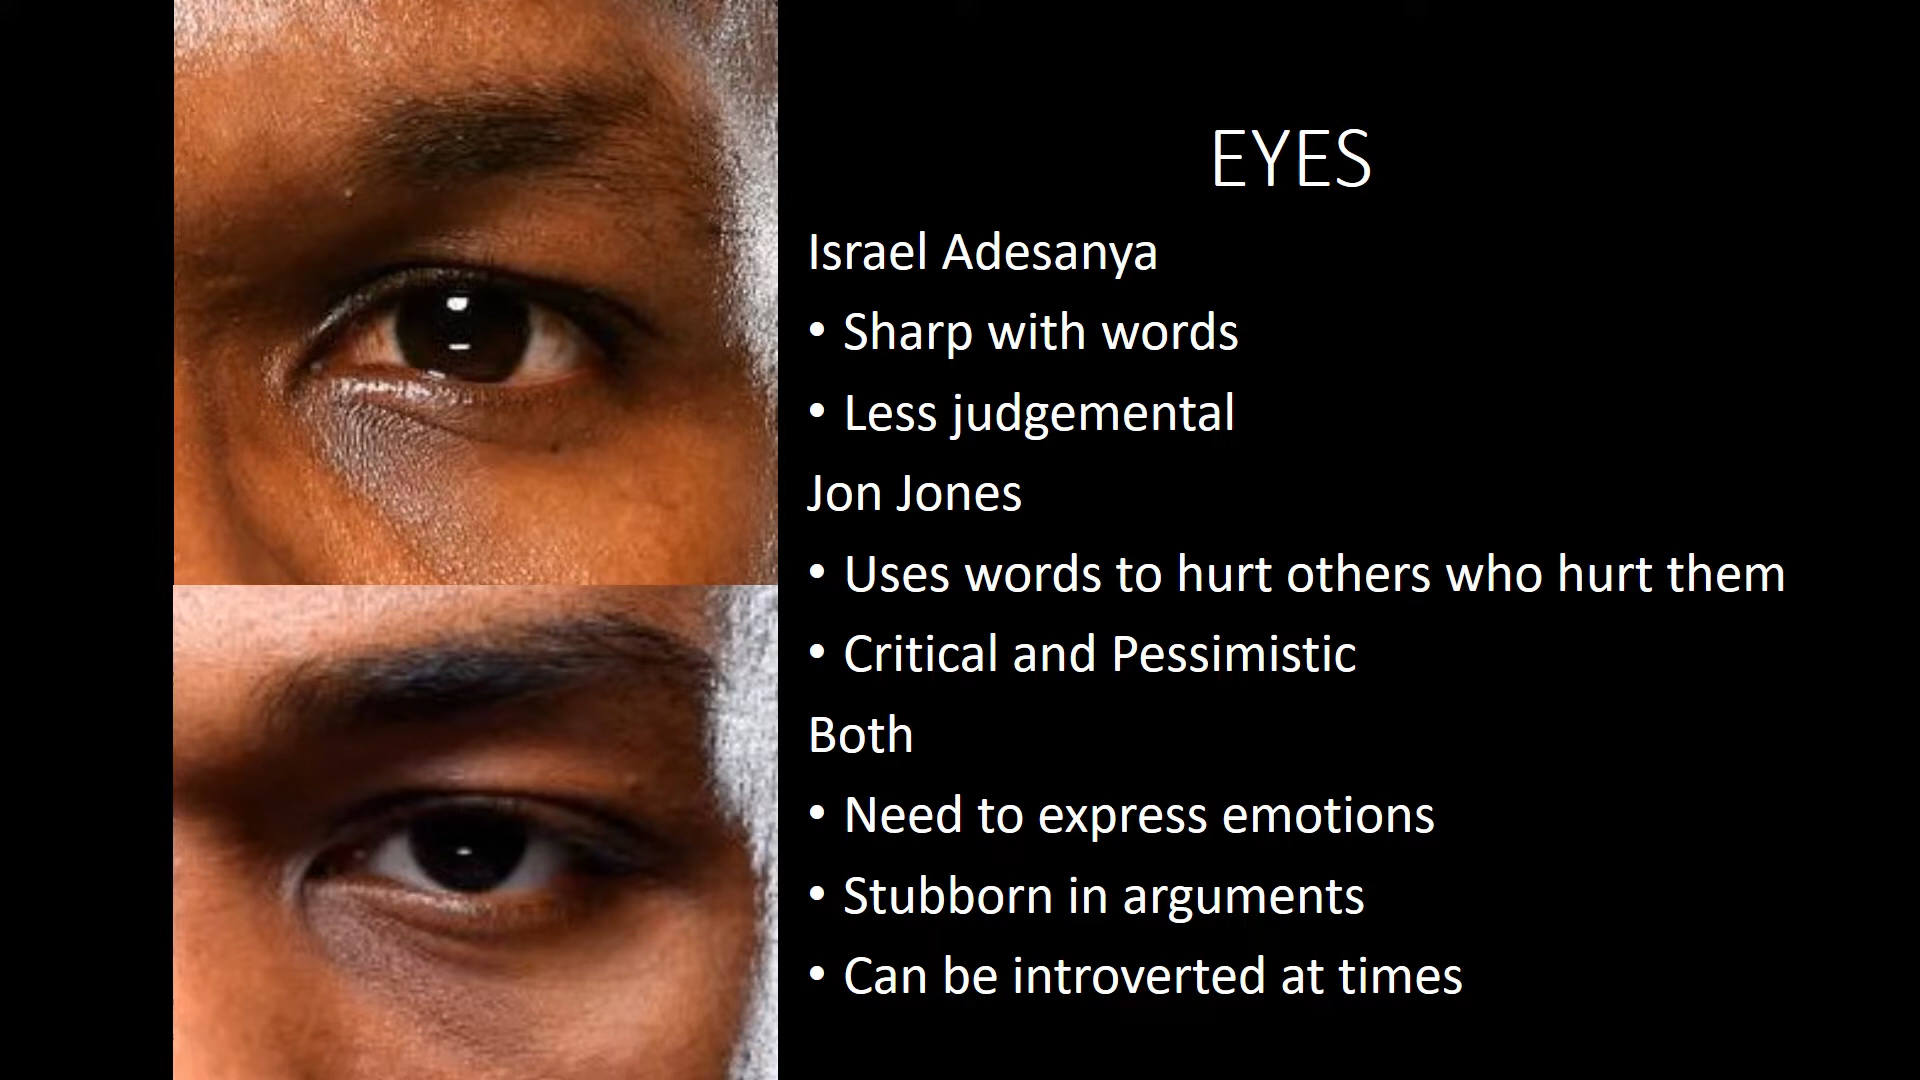 EYES
Israel Adesanya
• Sharp with words
• Less judgemental
Jon Jones
• Uses words to hurt others who hurt them
• Critical and Pessimistic
Both
• Need to express emotions
• Stubborn in arguments
• Can be introverted at times